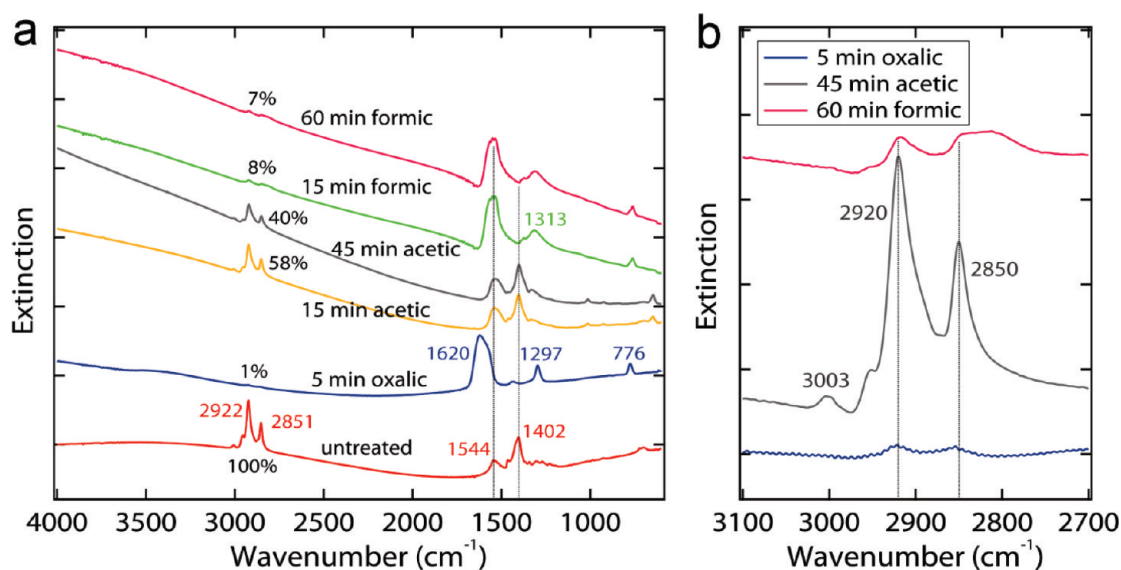 a
7%
60 min formic
8%
15 min formic
1313
40%
45 min acetic
58%
15 min acetic
1620
1297
776
1%
5 min oxalic
2922
2851
1402
untreated
1544
100%
Extinction
4000 3500 3000 2500 2000 1500 1000
Wavenumber (cm⁻¹)
b
5 min oxalic
45 min acetic
60 min formic
2920
2850
3003
Extinction
3100 3000 2900 2800 2700
Wavenumber (cm⁻¹)